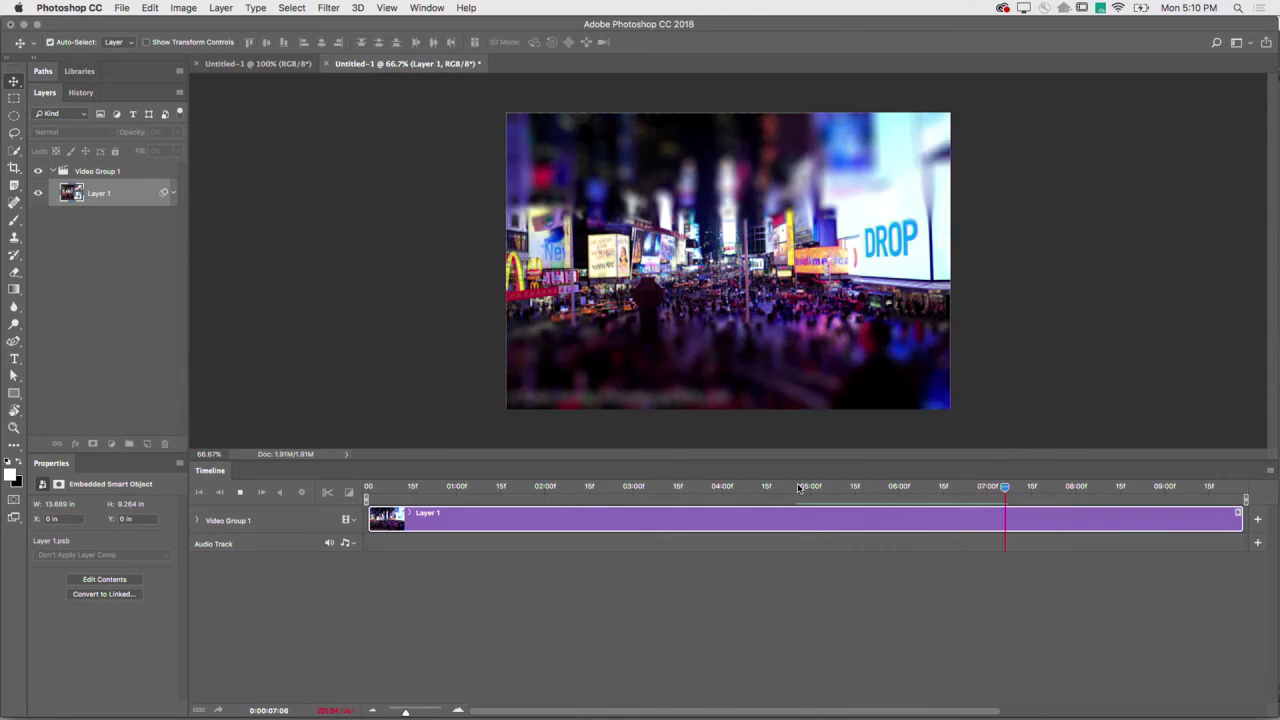 Photoshop CC File Edit Image Layer Type Select Filter 3D View Window Help Mon 5:10 PM
Adobe Photoshop CC 2018
Auto-Select: Layer Show Transform Controls 3D Mode:
Paths Libraries
Untitled-1 @ 100% (RGB/8*) Untitled-1 @ 66.7% (Layer 1, RGB/8*) *
Layers History
Kind
Normal Opacity: 0%
Lock: Fill: 0%
Video Group 1
Layer 1
DROP
New
66.67% Doc: 1.91M/1.91M
Properties
Timeline
Embedded Smart Object
00 15f 01:00f 15f 02:00f 15f 03:00f 15f 04:00f 15f 05:00f 15f 06:00f 15f 07:00f 15f 08:00f 15f 09:00f 15f
W: 13.889 in H: 9.264 in
X: 0 in Y: 0 in
Layer 1
Video Group 1
Layer 1.psb
Audio Track
Don't Apply Layer Comp
Edit Contents
Convert to Linked...
0:00:07:06